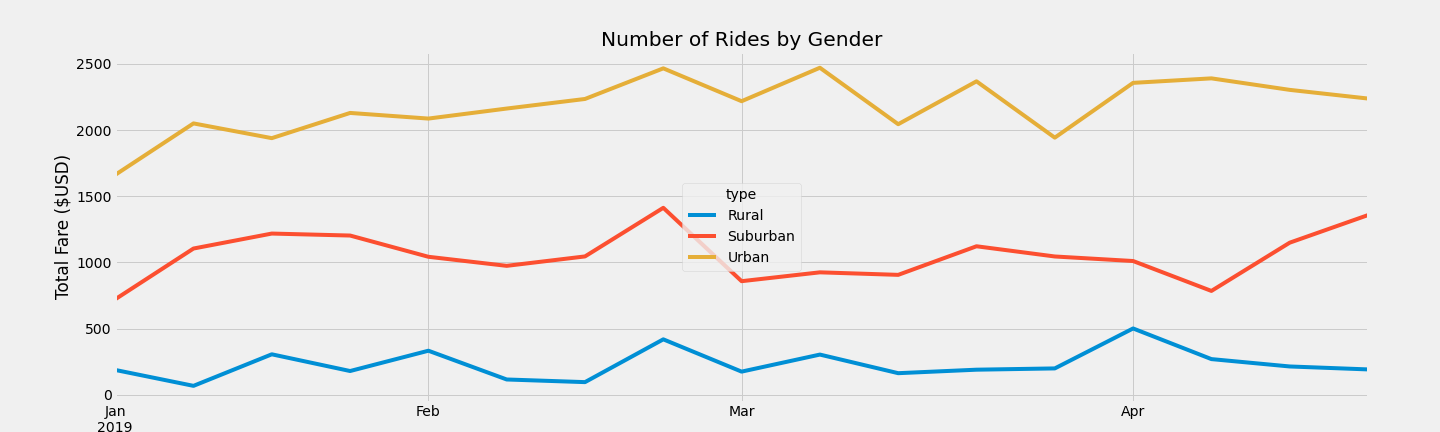 Number of Rides by Gender
Total Fare ($USD)
2500
2000
1500
1000
500
0
type
Rural
Suburban
Urban
Jan
2019
Feb
Mar
Apr